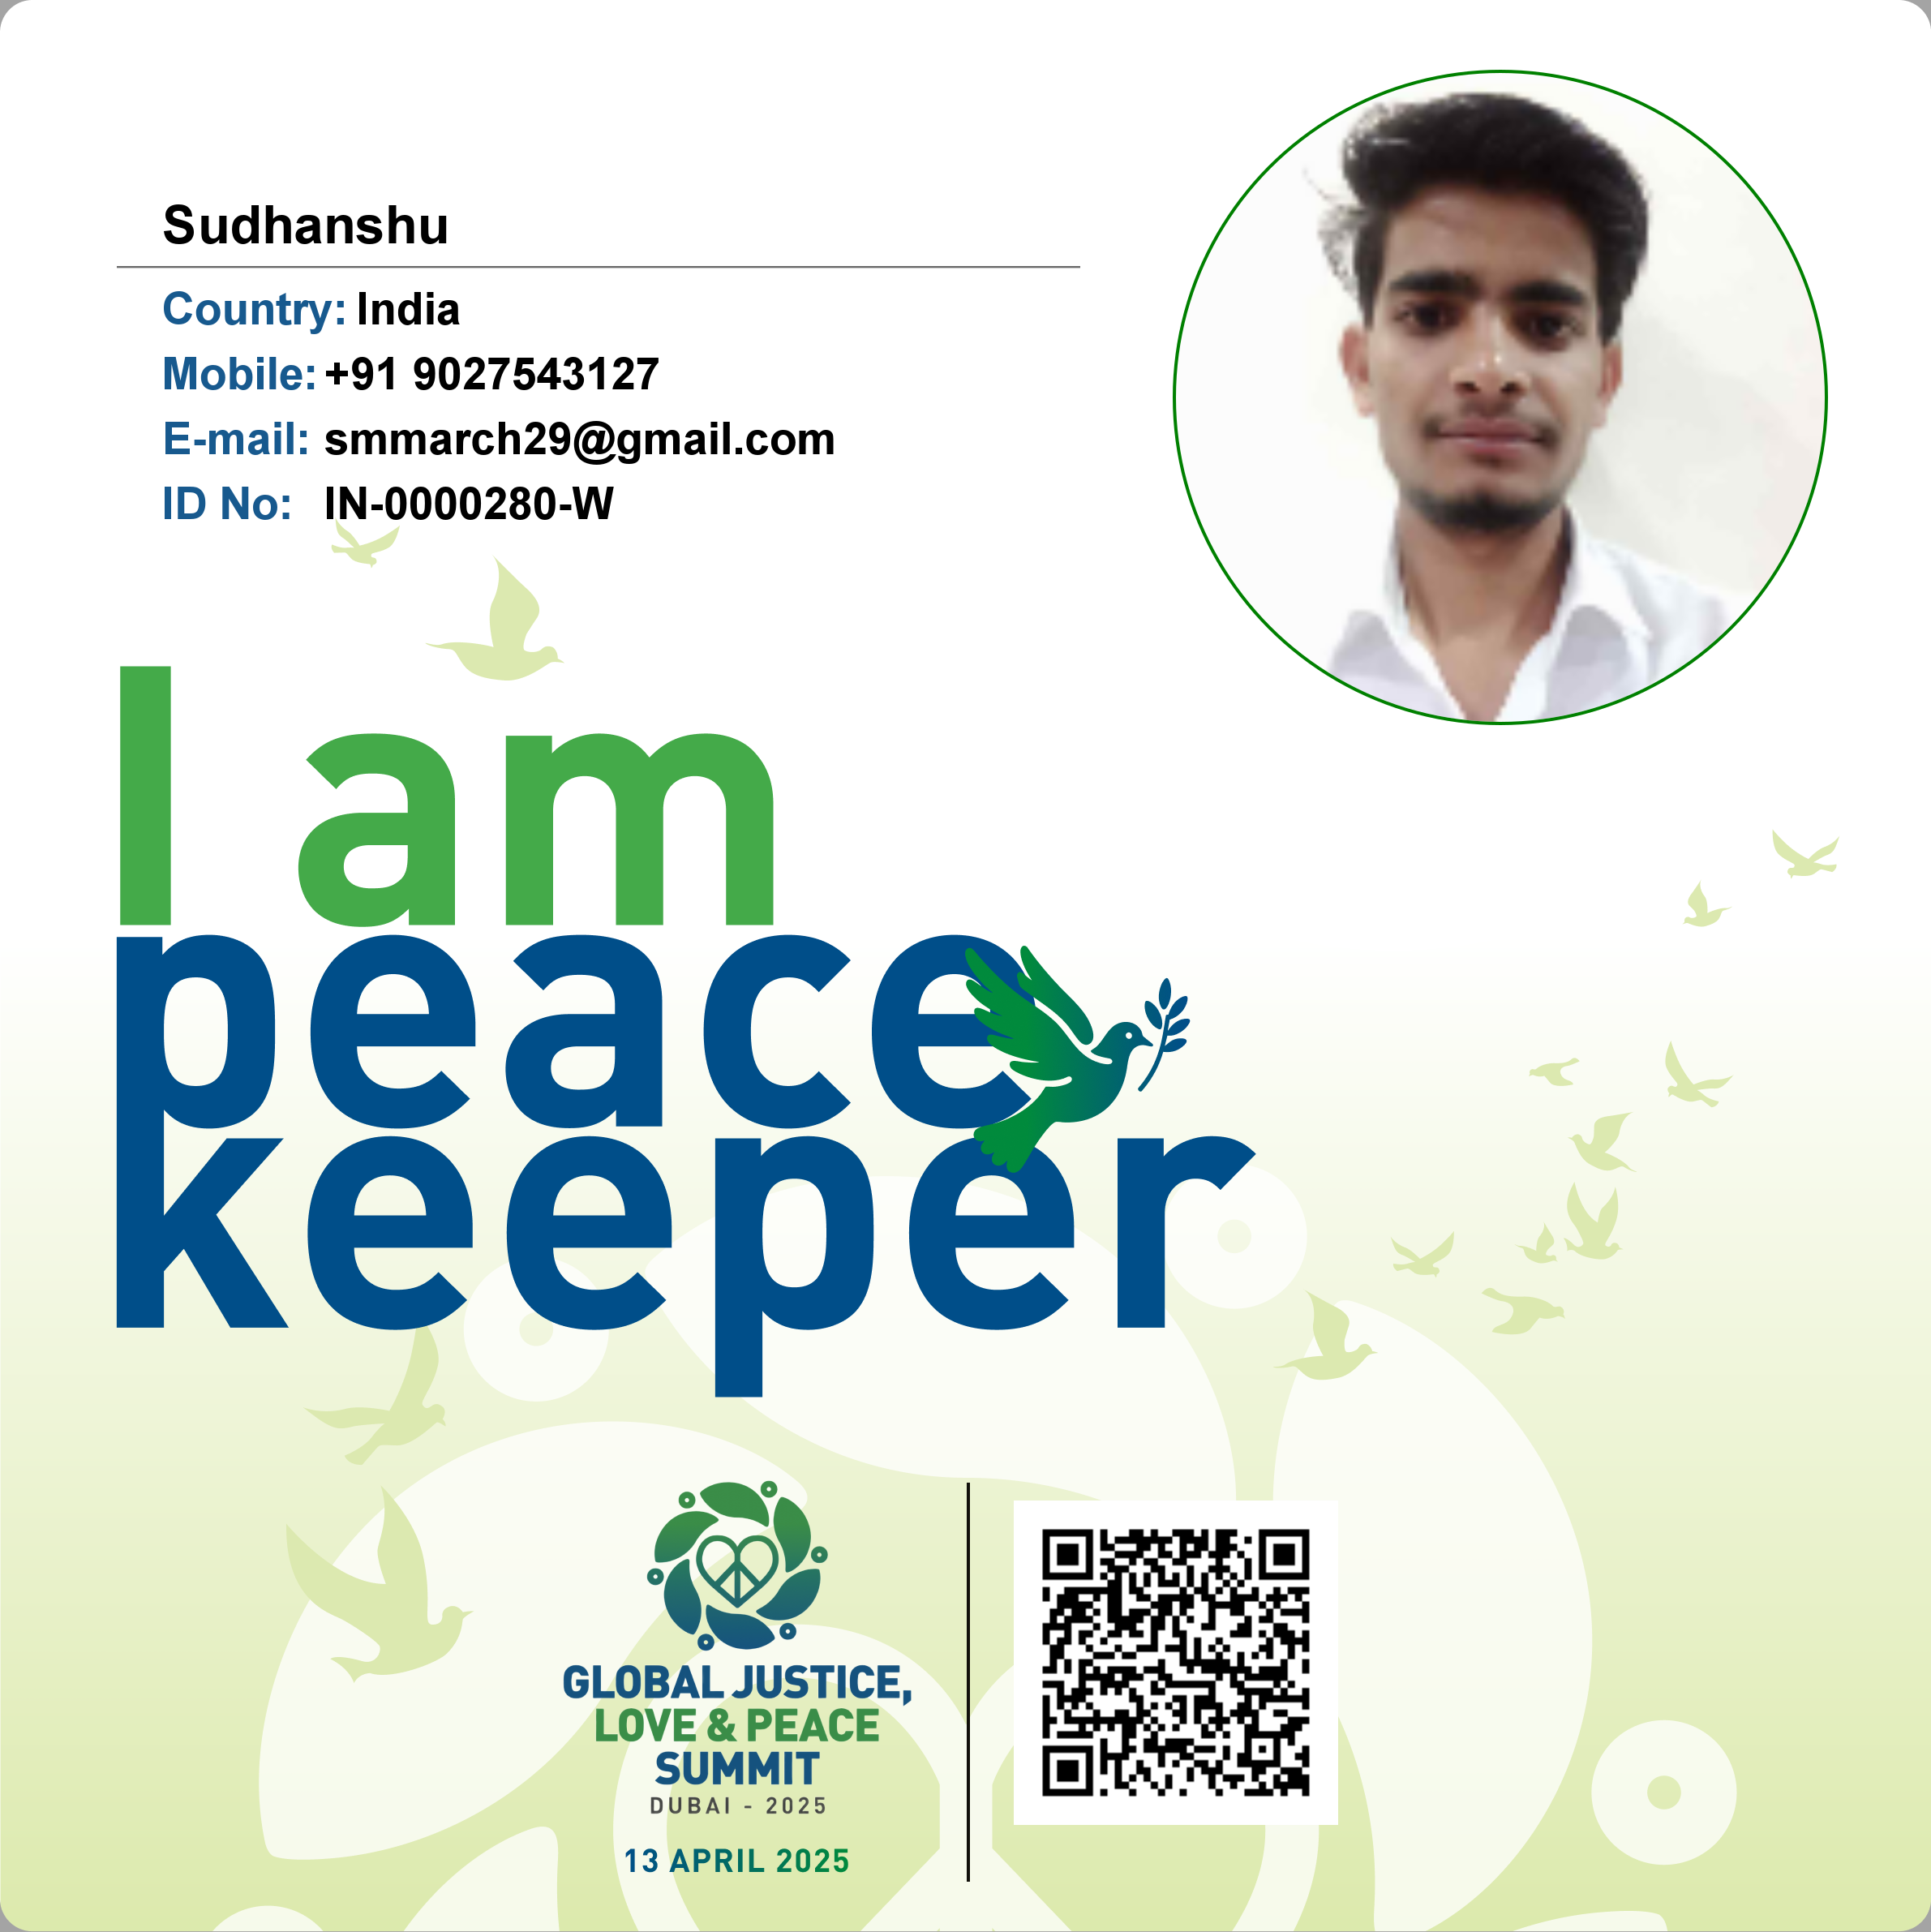 Sudhanshu
Country: India
Mobile: +91 9027543127
E-mail: smmarch29@gmail.com
ID No: IN-0000280-W
I am
peace
keeper
GLOBAL JUSTICE,
LOVE & PEACE
SUMMIT
DUBAI - 2025
13 APRIL 2025